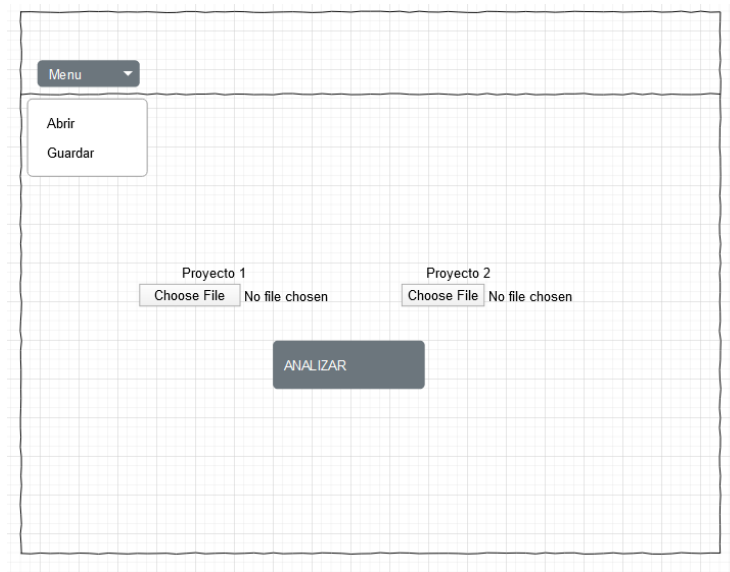 Menu
Abrir
Guardar
Proyecto 1
Choose File No file chosen
Proyecto 2
Choose File No file chosen
ANALIZAR